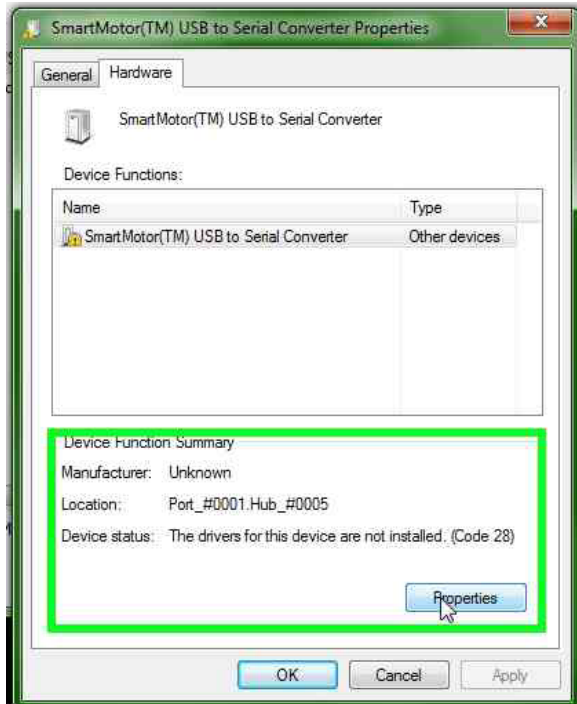 SmartMotor(TM) USB to Serial Converter Properties
General Hardware
SmartMotor(TM) USB to Serial Converter
Device Functions:
Name Type
SmartMotor(TM) USB to Serial Converter Other devices
Device Function Summary
Manufacturer: Unknown
Location: Port_#0001.Hub_#0005
Device status: The drivers for this device are not installed. (Code 28)
Properties
OK Cancel Apply